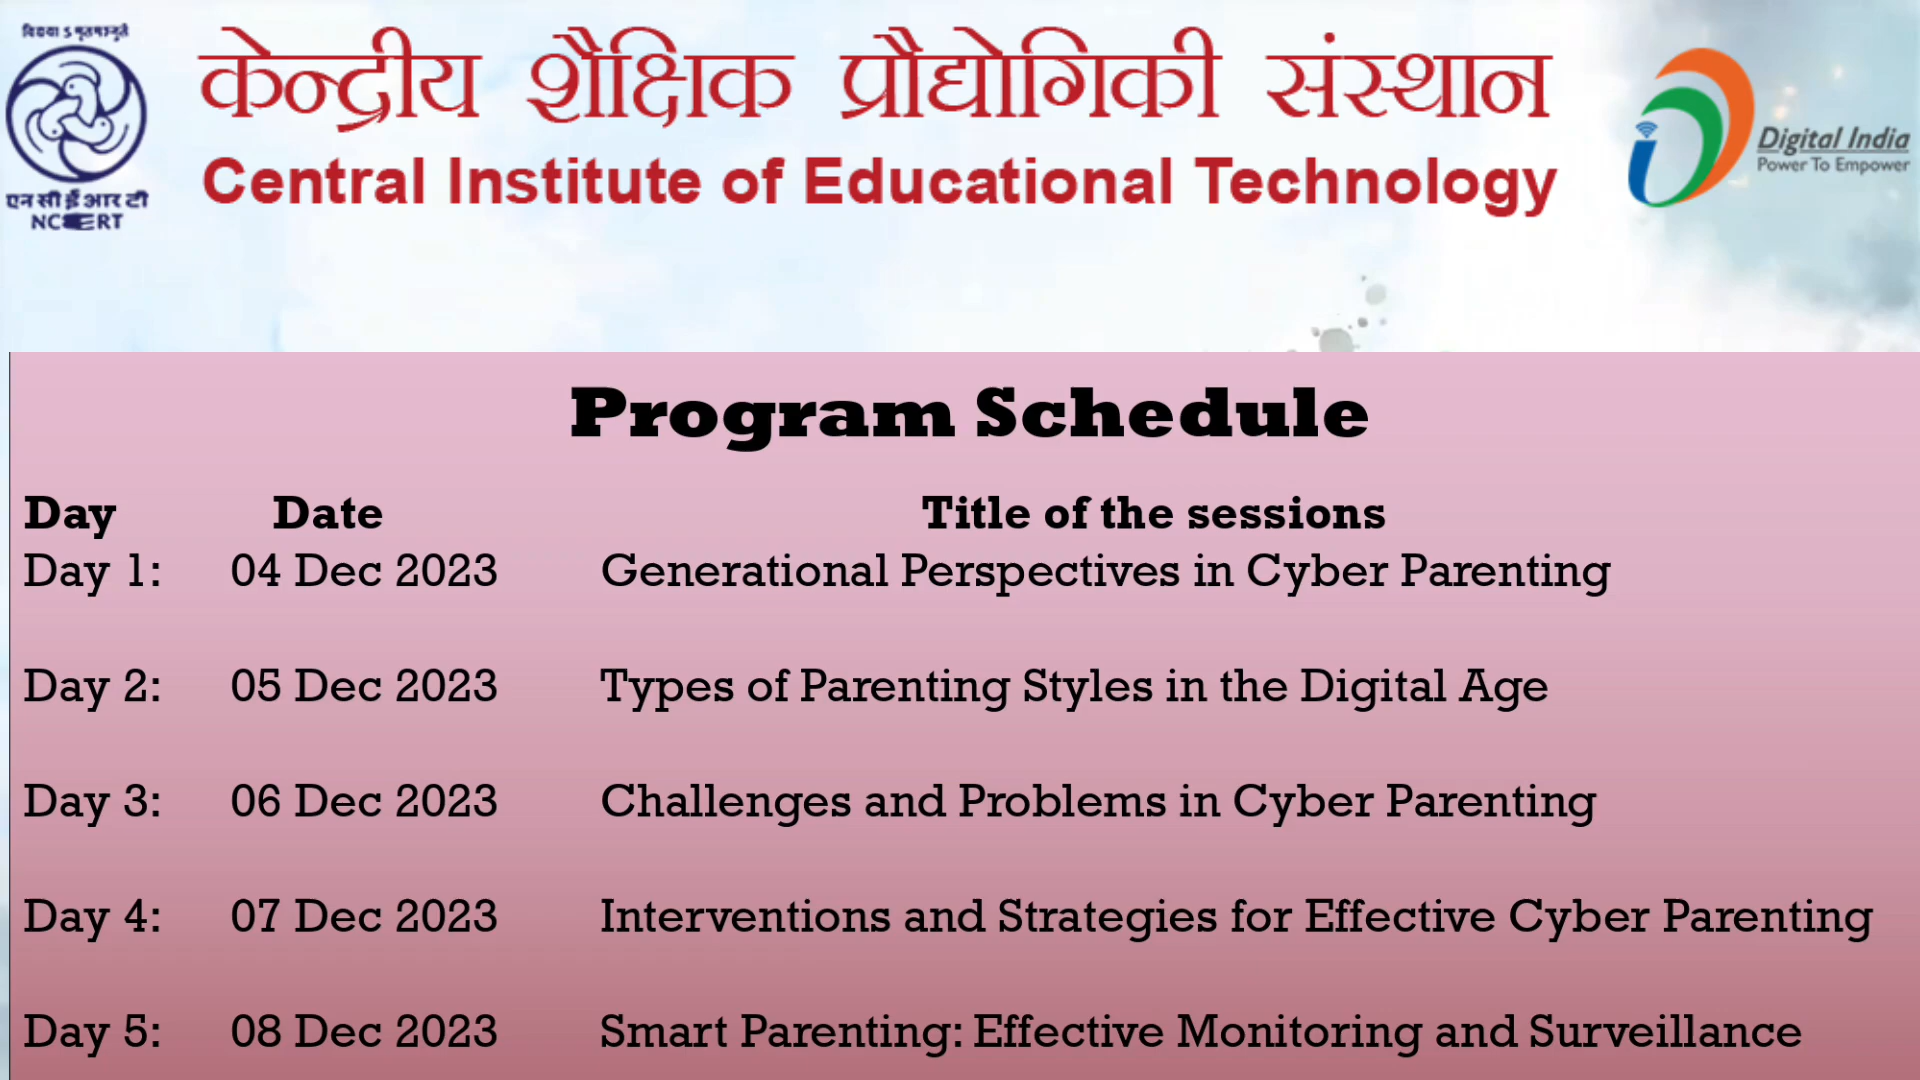 विद्यया ऽ मृतमश्नुते
एन सी ई आर टी
NCERT
केन्द्रीय शैक्षिक प्रौद्योगिकी संस्थान
Central Institute of Educational Technology
Digital India
Power To Empower
Program Schedule
Day Date Title of the sessions
Day 1: 04 Dec 2023 Generational Perspectives in Cyber Parenting
Day 2: 05 Dec 2023 Types of Parenting Styles in the Digital Age
Day 3: 06 Dec 2023 Challenges and Problems in Cyber Parenting
Day 4: 07 Dec 2023 Interventions and Strategies for Effective Cyber Parenting
Day 5: 08 Dec 2023 Smart Parenting: Effective Monitoring and Surveillance